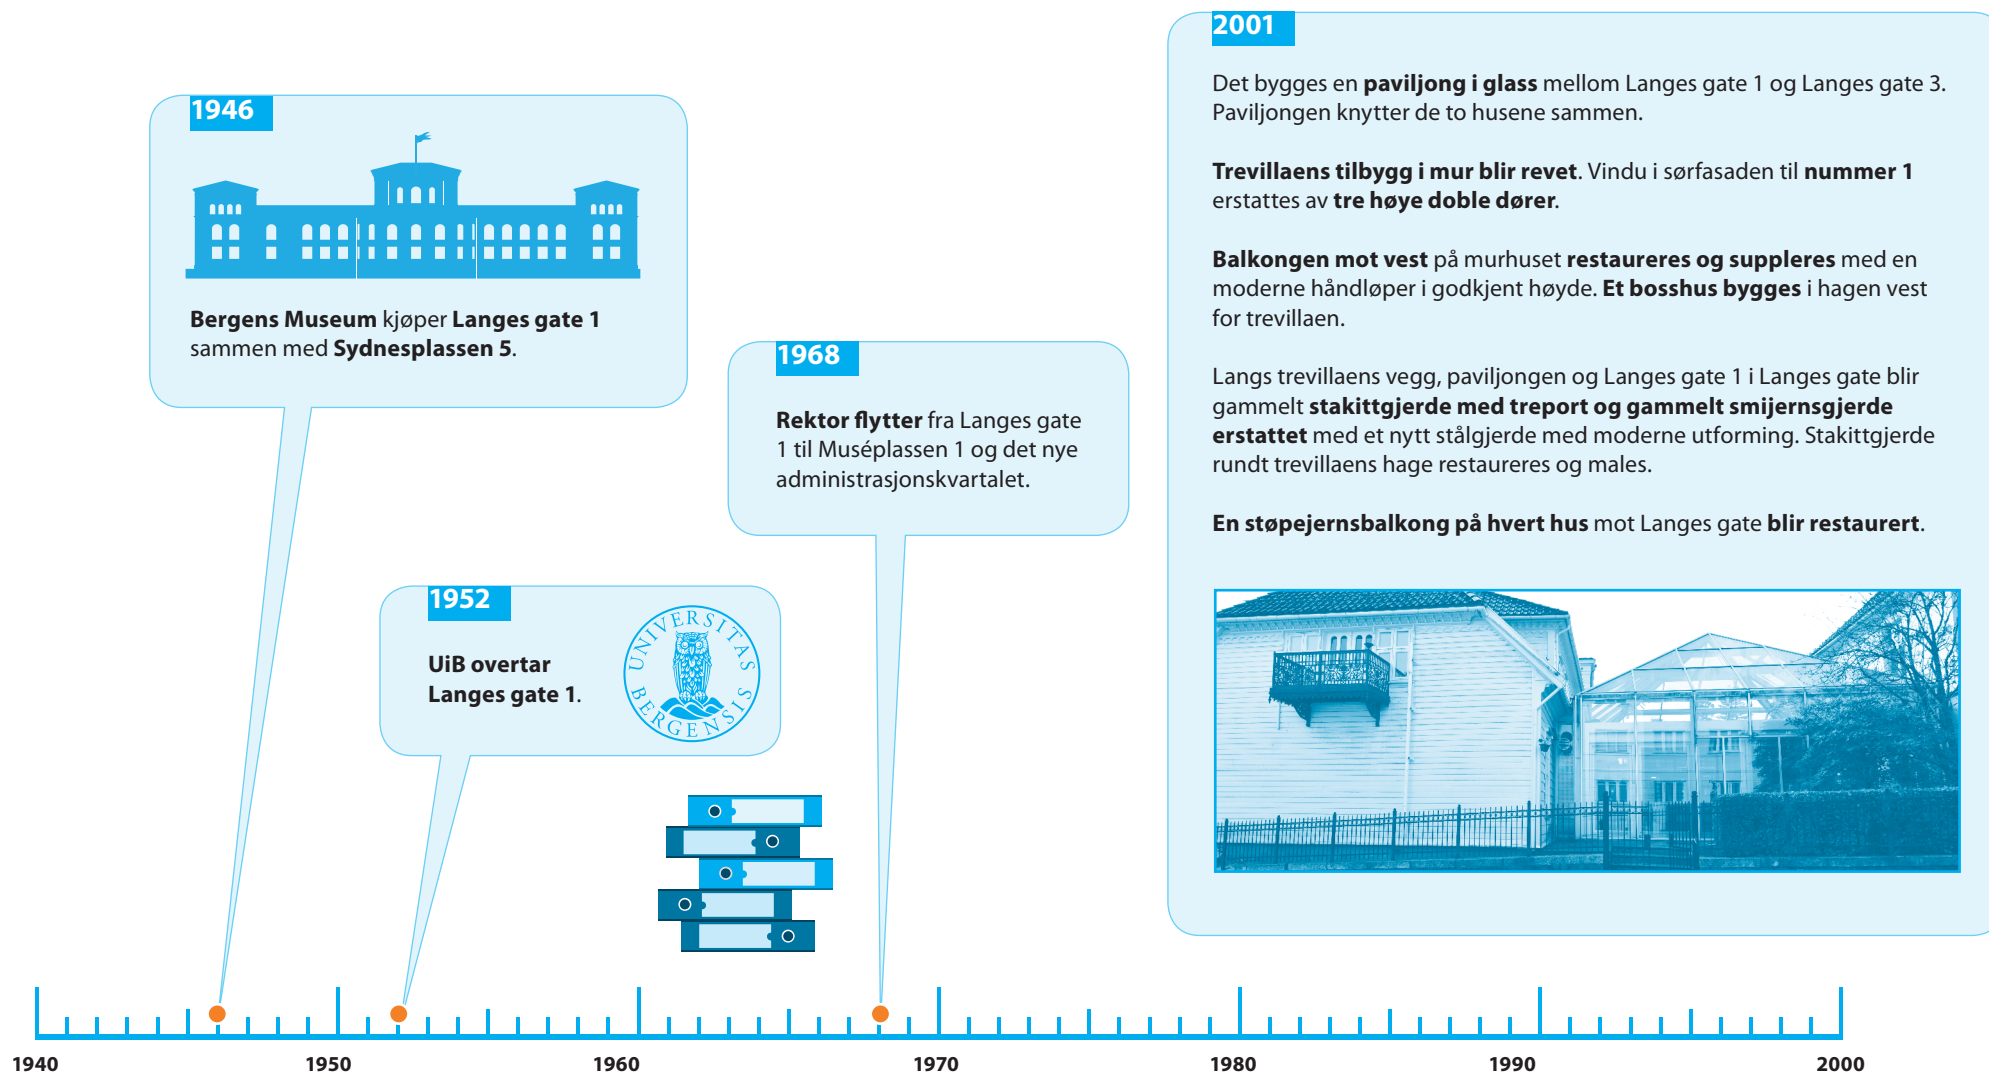 1946
Bergens Museum kjøper Langes gate 1
sammen med Sydnesplassen 5.
1952
UiB overtar
Langes gate 1.
UNIVERSITAS
BERGENSIS
1968
Rektor flytter fra Langes gate
1 til Muséplassen 1 og det nye
administrasjonskvartalet.
2001
Det bygges en paviljong i glass mellom Langes gate 1 og Langes gate 3.
Paviljongen knytter de to husene sammen.
Trevillaens tilbygg i mur blir revet. Vindu i sørfasaden til nummer 1
erstattes av tre høye doble dører.
Balkongen mot vest på murhuset restaureres og suppleres med en
moderne håndløper i godkjent høyde. Et bosshus bygges i hagen vest
for trevillaen.
Langs trevillaens vegg, paviljongen og Langes gate 1 i Langes gate blir
gammelt stakittgjerde med treport og gammelt smijernsgjerde
erstattet med et nytt stålgjerde med moderne utforming. Stakittgjerde
rundt trevillaens hage restaureres og males.
En støpejernsbalkong på hvert hus mot Langes gate blir restaurert.
1940 1950 1960 1970 1980 1990 2000